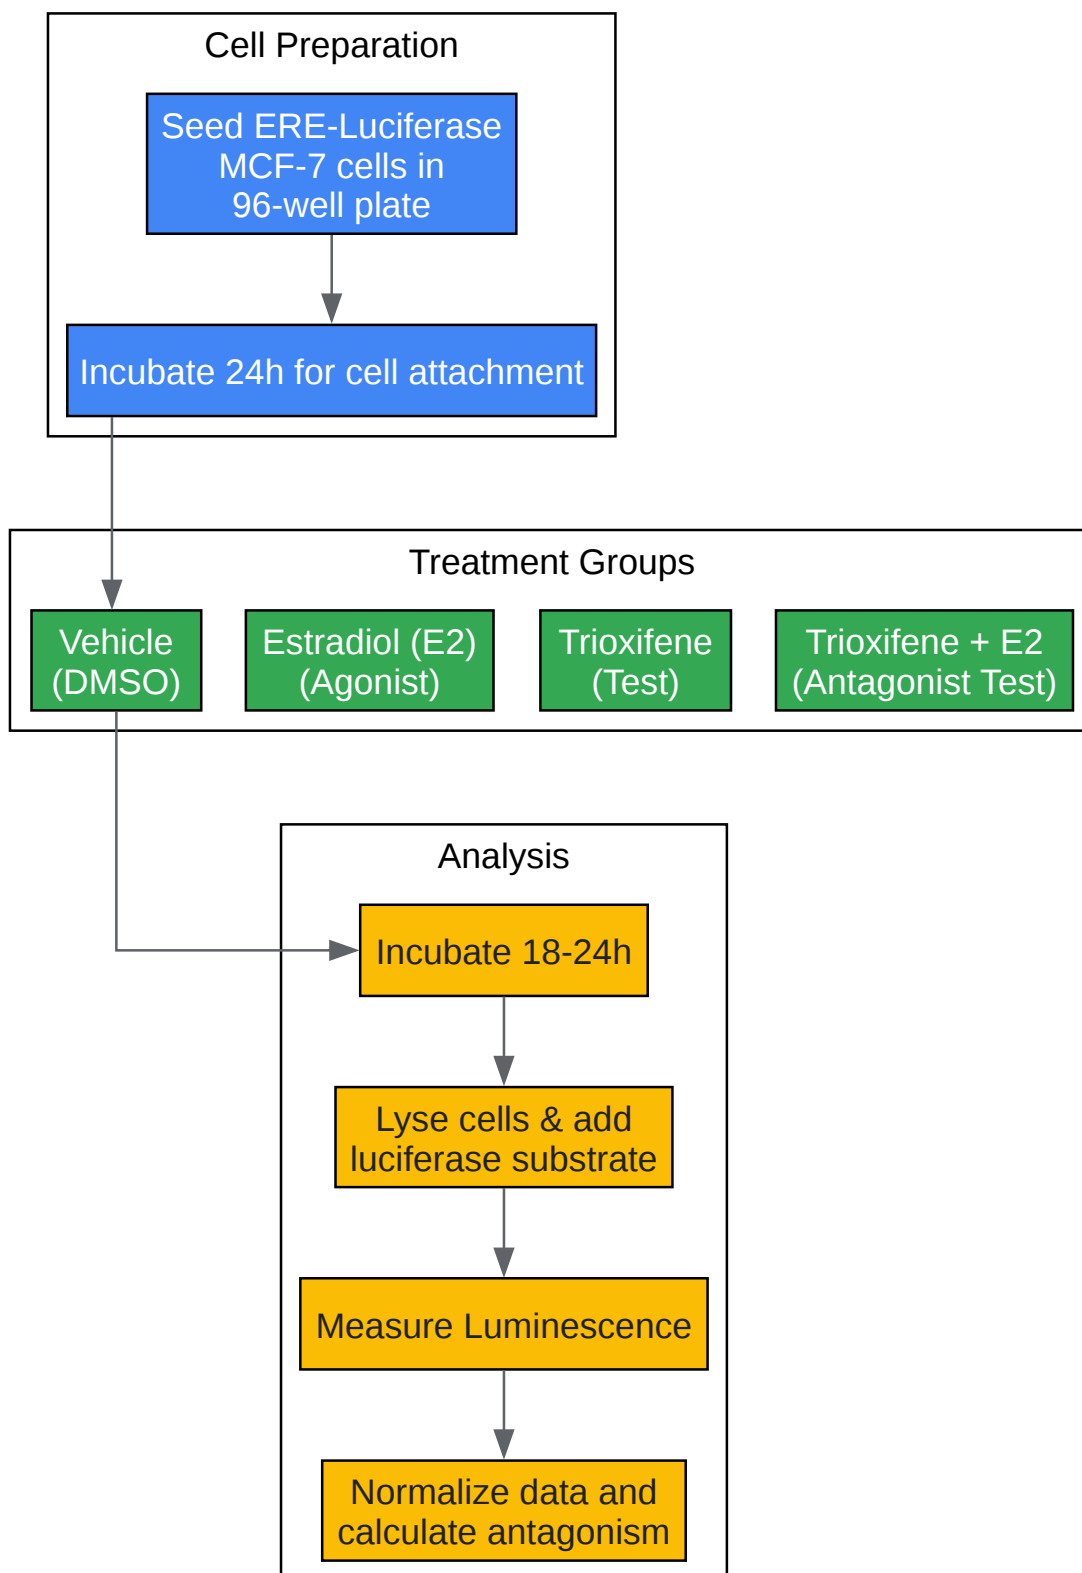 Cell Preparation
Seed ERE-Luciferase
MCF-7 cells in
96-well plate
Incubate 24h for cell attachment
Treatment Groups
Vehicle
(DMSO)
Estradiol (E2)
(Agonist)
Trioxifene
(Test)
Trioxifene + E2
(Antagonist Test)
Analysis
Incubate 18-24h
Lyse cells & add
luciferase substrate
Measure Luminescence
Normalize data and
calculate antagonism